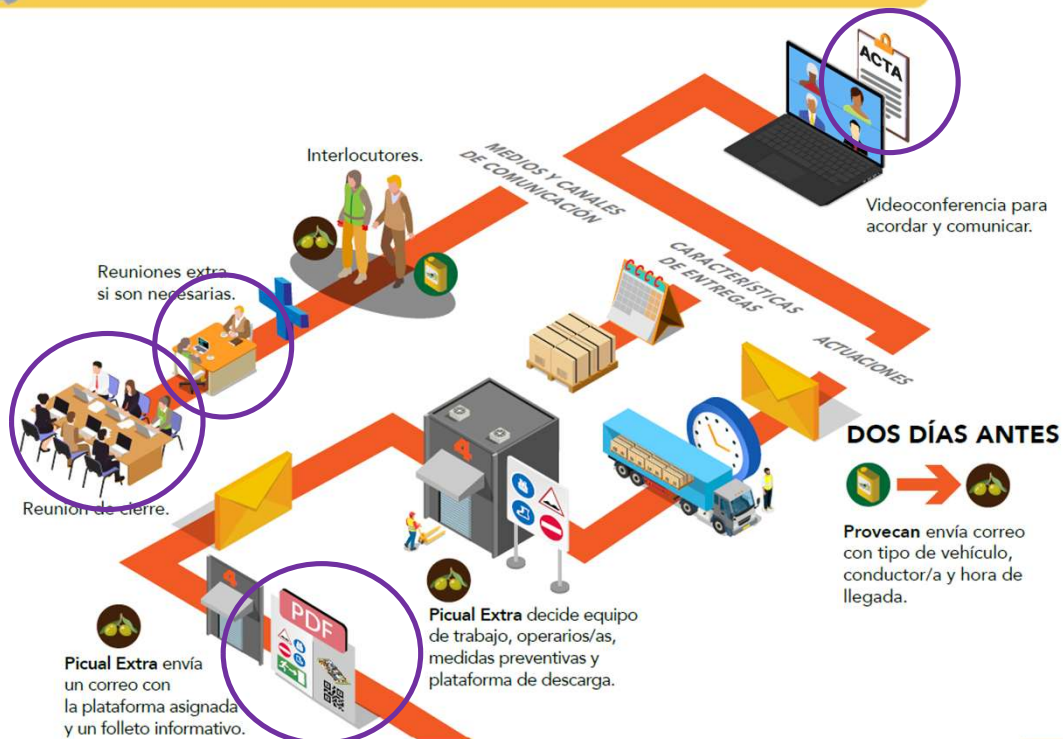 ACTA
Videoconferencia para
acordar y comunicar.
MEDIOS Y CANALES
DE COMUNICACIÓN
Interlocutores.
Reuniones extra
si son necesarias.
Reunión de cierre.
CARACTERÍSTICAS
DE ENTREGAS
ACTUACIONES
DOS DÍAS ANTES
Provecan envía correo
con tipo de vehículo,
conductor/a y hora de
llegada.
4
Picual Extra decide equipo
de trabajo, operarios/as,
medidas preventivas y
plataforma de descarga.
4
PDF
Picual Extra envía
un correo con
la plataforma asignada
y un folleto informativo.